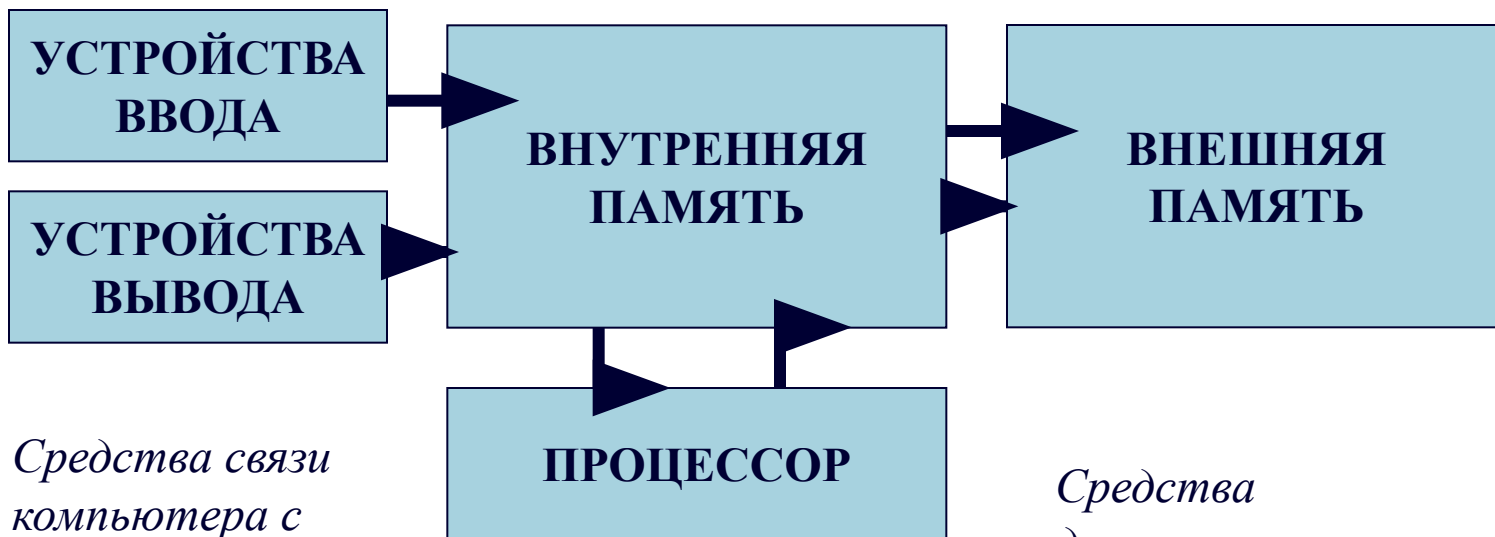 УСТРОЙСТВА
ВВОДА
УСТРОЙСТВА
ВЫВОДА
ВНУТРЕННЯЯ
ПАМЯТЬ
ВНЕШНЯЯ
ПАМЯТЬ
ПРОЦЕССОР
Средства связи
компьютера с
Средства